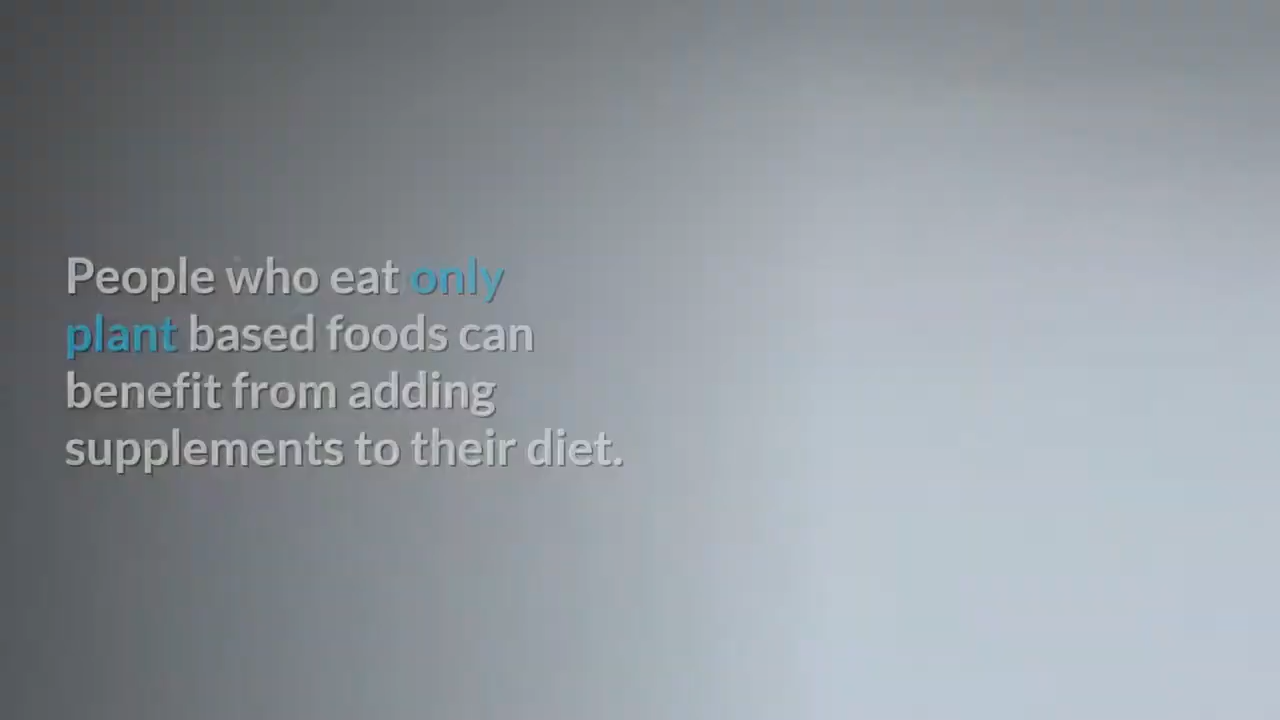 People who eat only
plant based foods can
benefit from adding
supplements to their diet.